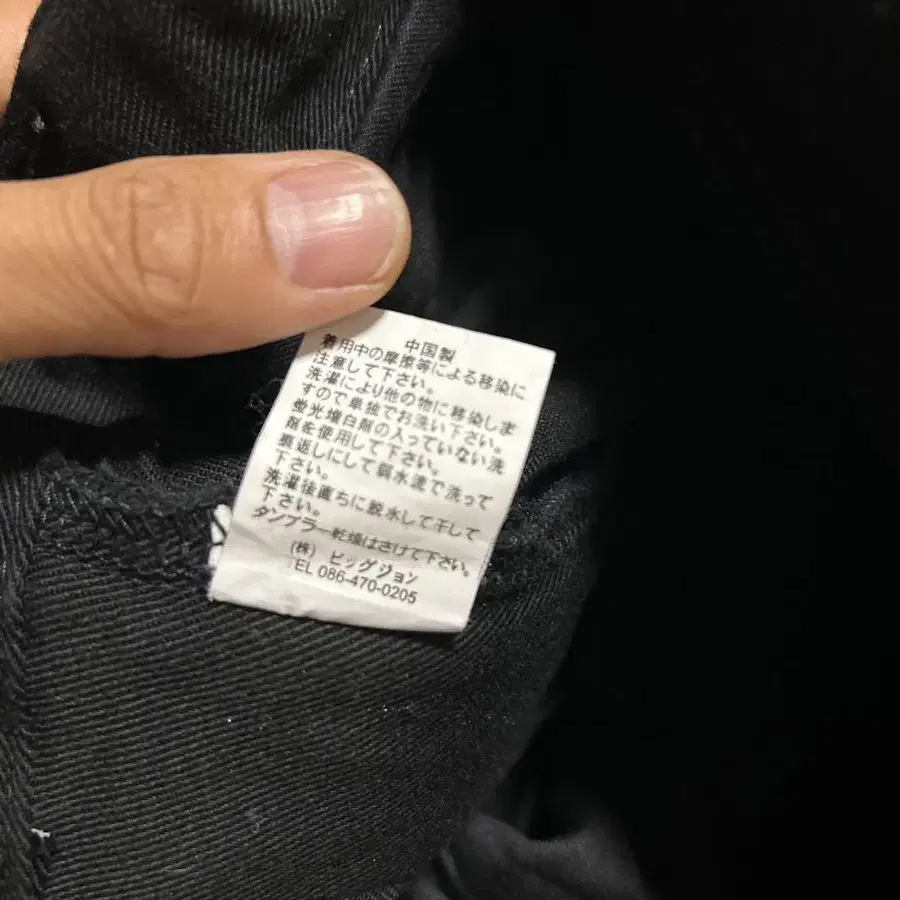 中国製
着用中の摩擦等による移染に
注意して下さい。
洗濯により他の物に移染しま
すので単独でお洗い下さい。
蛍光増白剤の入っていない洗
剤を使用して下さい。
裏返しにして弱水流で洗って
下さい。
洗濯後直ちに脱水して干して
下さい。
タンブラー乾燥はさけて下さい。
(株) ビッグジョン
TEL 086-470-0205